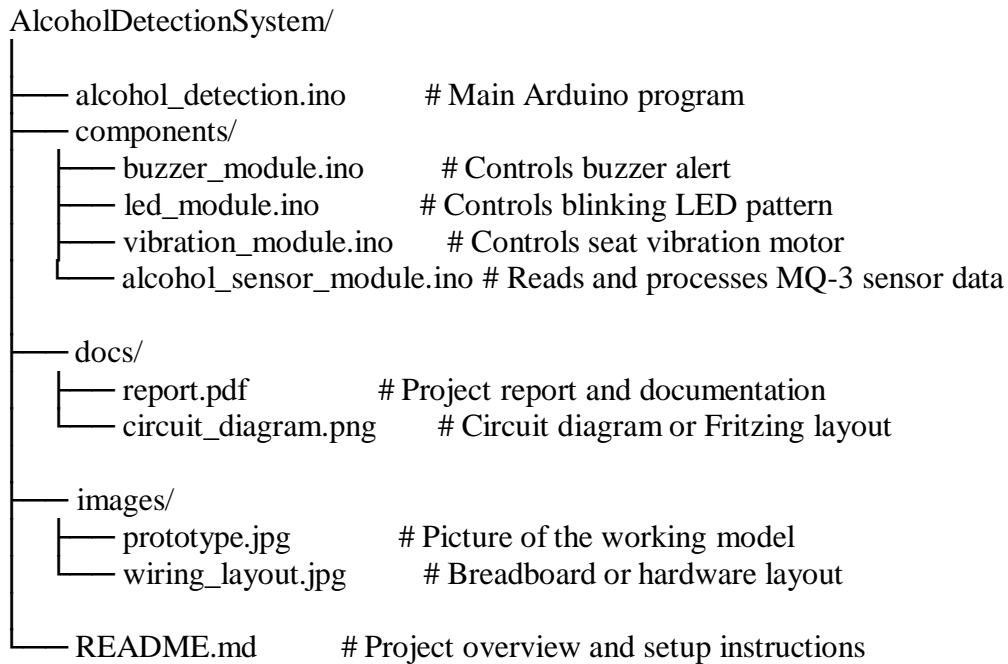 AlcoholDetectionSystem/
│
├── alcohol_detection.ino # Main Arduino program
├── components/
│ ├── buzzer_module.ino # Controls buzzer alert
│ ├── led_module.ino # Controls blinking LED pattern
│ ├── vibration_module.ino # Controls seat vibration motor
│ └── alcohol_sensor_module.ino # Reads and processes MQ-3 sensor data
│
├── docs/
│ ├── report.pdf # Project report and documentation
│ └── circuit_diagram.png # Circuit diagram or Fritzing layout
│
├── images/
│ ├── prototype.jpg # Picture of the working model
│ └── wiring_layout.jpg # Breadboard or hardware layout
│
└── README.md # Project overview and setup instructions